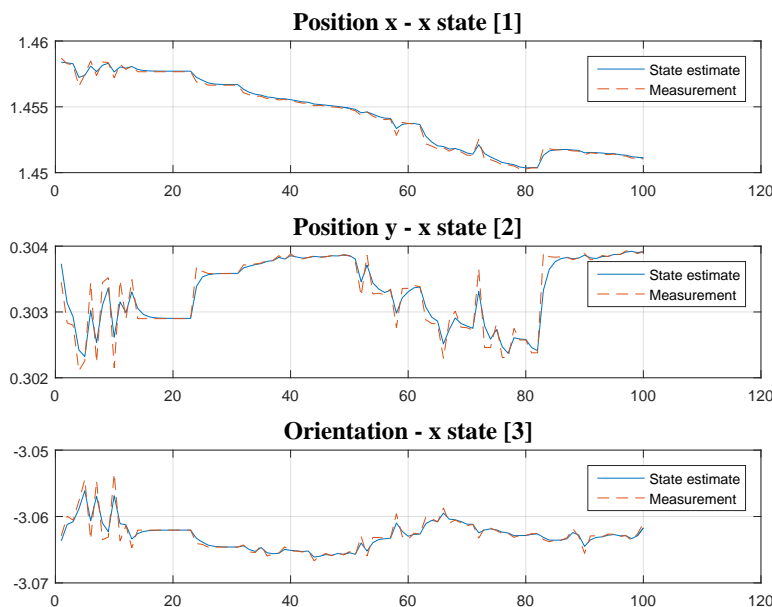 Position x - x state [1]
1.46
1.455
1.45
State estimate
Measurement
0 20 40 60 80 100 120
Position y - x state [2]
0.304
0.303
0.302
State estimate
Measurement
0 20 40 60 80 100 120
Orientation - x state [3]
-3.05
-3.06
-3.07
State estimate
Measurement
0 20 40 60 80 100 120